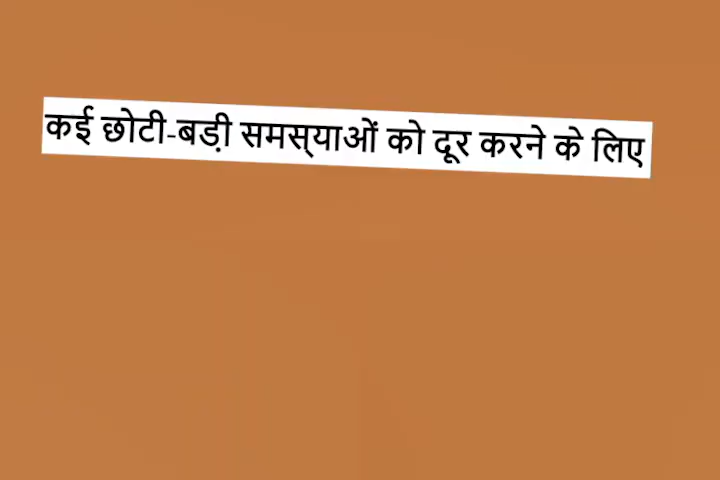 कई छोटी-बड़ी समस्याओं को दूर करने के लिए